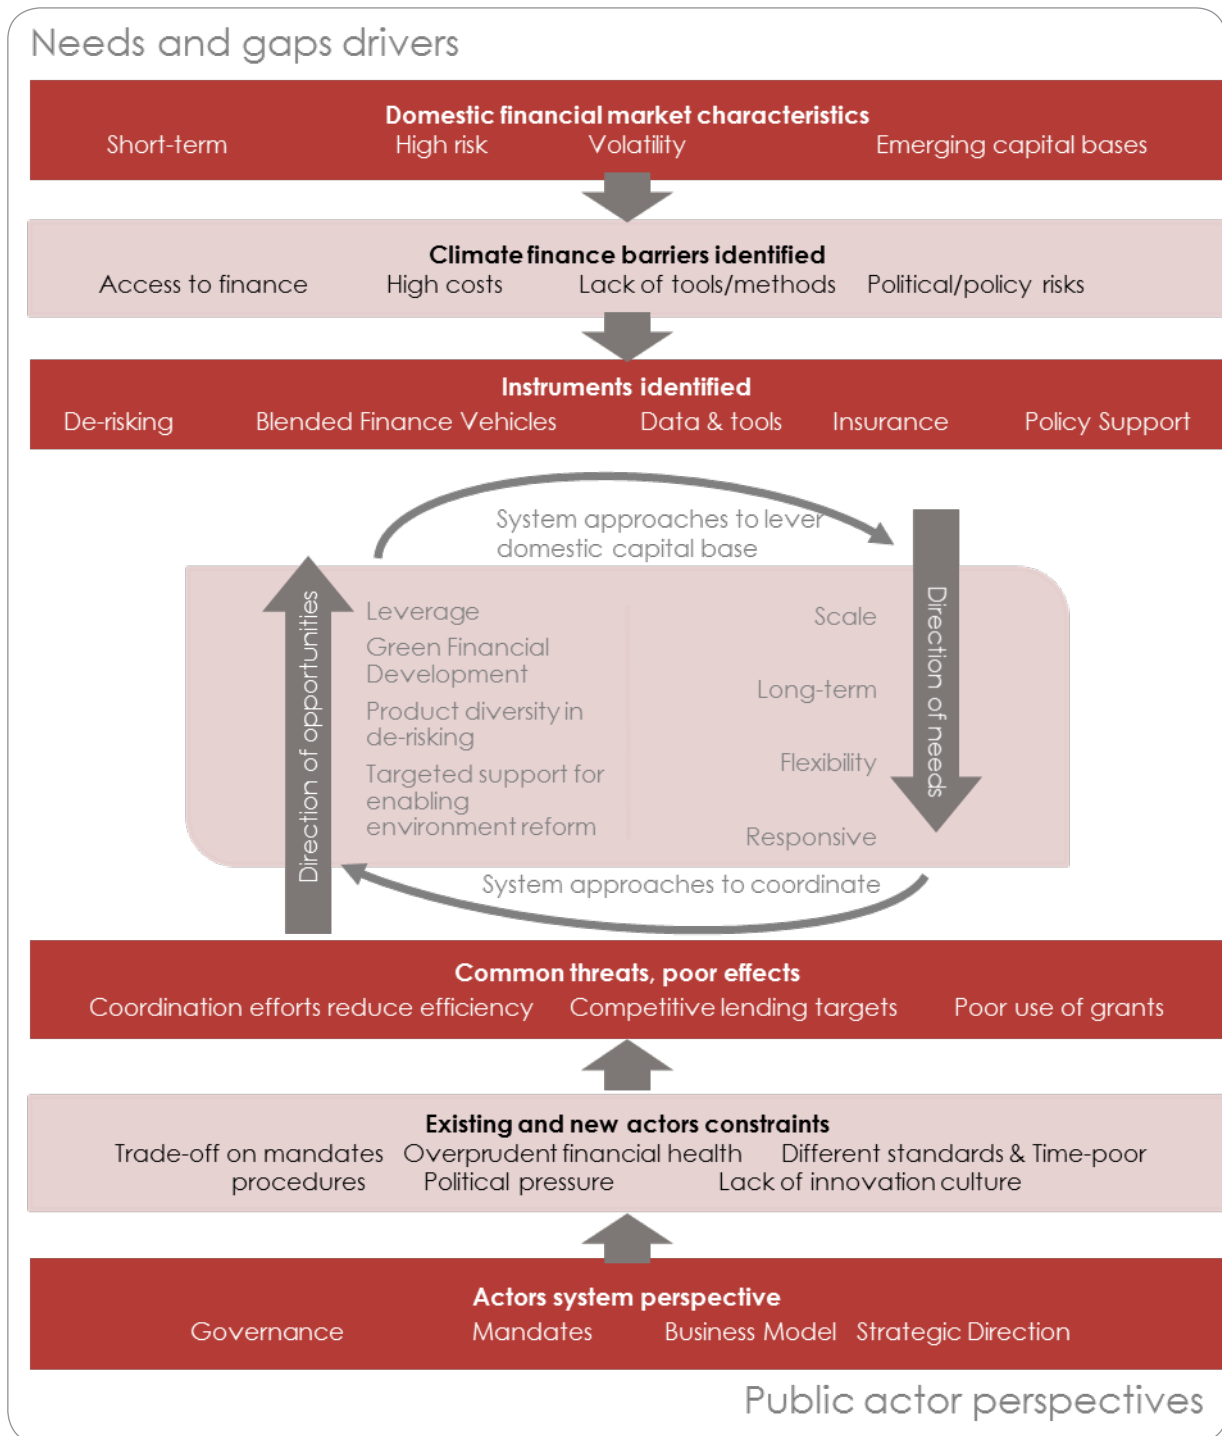 Needs and gaps drivers
Domestic financial market characteristics
Short-term High risk Volatility Emerging capital bases
Climate finance barriers identified
Access to finance High costs Lack of tools/methods Political/policy risks
Instruments identified
De-risking Blended Finance Vehicles Data & tools Insurance Policy Support
System approaches to lever
domestic capital base
Direction of opportunities
Leverage
Green Financial
Development
Product diversity in
de-risking
Targeted support for
enabling
environment reform
Scale
Long-term
Flexibility
Responsive
Direction of needs
System approaches to coordinate
Common threats, poor effects
Coordination efforts reduce efficiency Competitive lending targets Poor use of grants
Existing and new actors constraints
Trade-off on mandates Overprudent financial health Different standards & Time-poor
procedures Political pressure Lack of innovation culture
Actors system perspective
Governance Mandates Business Model Strategic Direction
Public actor perspectives